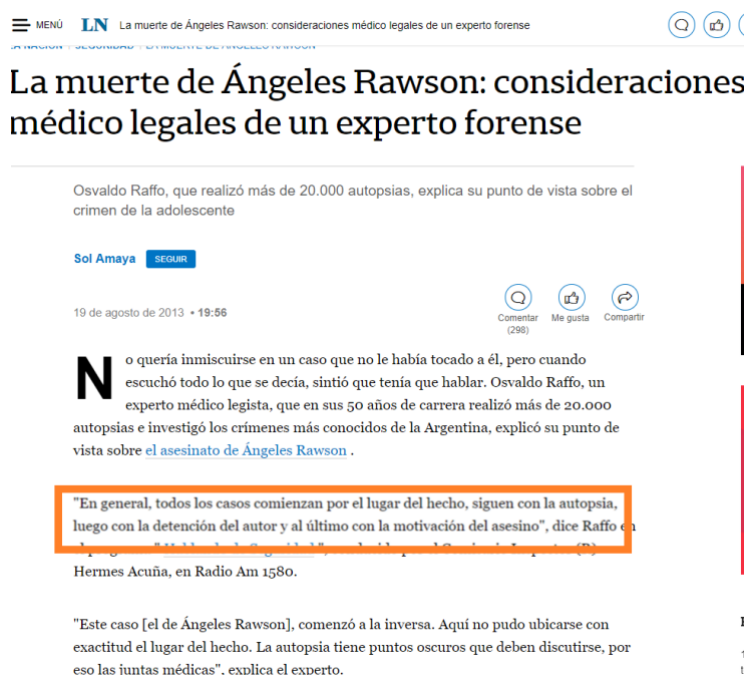 MENÚ LN La muerte de Ángeles Rawson: consideraciones médico legales de un experto forense
La muerte de Ángeles Rawson: consideraciones
médico legales de un experto forense
Osvaldo Raffo, que realizó más de 20.000 autopsias, explica su punto de vista sobre el
crimen de la adolescente
Sol Amaya SEGUIR
19 de agosto de 2013 • 19:56
Comentar Me gusta Compartir
(298)
No quería inmiscuirse en un caso que no le había tocado a él, pero cuando
escuchó todo lo que se decía, sintió que tenía que hablar. Osvaldo Raffo, un
experto médico legista, que en sus 50 años de carrera realizó más de 20.000
autopsias e investigó los crímenes más conocidos de la Argentina, explicó su punto de
vista sobre el asesinato de Ángeles Rawson .
"En general, todos los casos comienzan por el lugar del hecho, siguen con la autopsia,
luego con la detención del autor y al último con la motivación del asesino", dice Raffo en
Hermes Acuña, en Radio Am 1580.
"Este caso [el de Ángeles Rawson], comenzó a la inversa. Aquí no pudo ubicarse con
exactitud el lugar del hecho. La autopsia tiene puntos oscuros que deben discutirse, por
eso las juntas médicas", explica el experto.